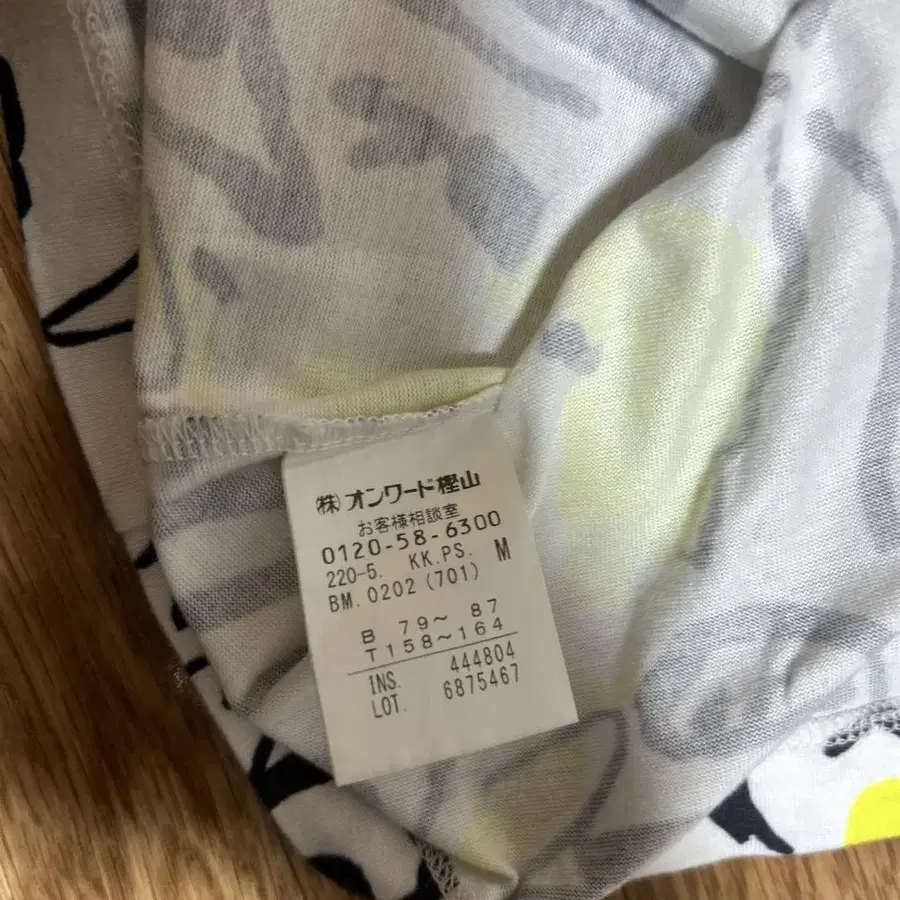 ㈱オンワード樫山
お客様相談室
0120-58-6300
220-5. KK.PS. M
BM. 0202 (701)
B 79〜 87
T 158〜164
INS. 444804
LOT. 6875467